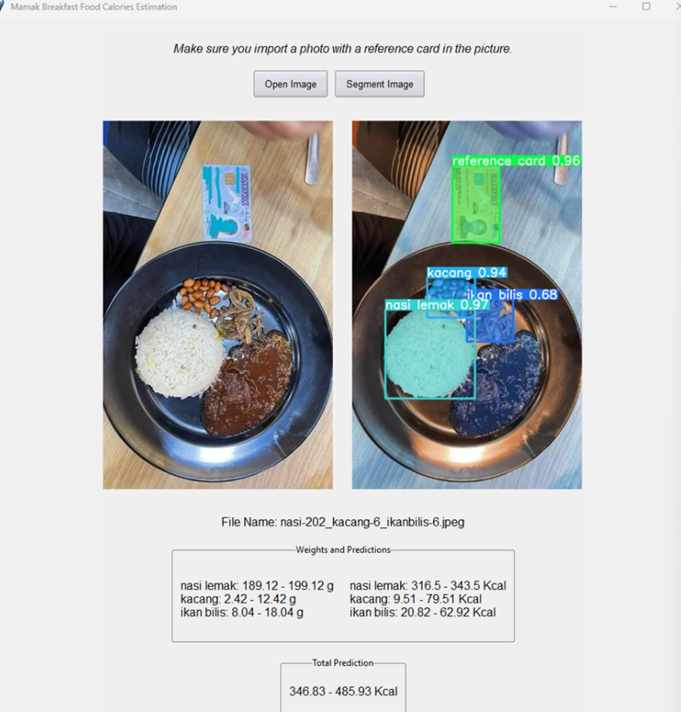 Mamak Breakfast Food Calories Estimation
Make sure you import a photo with a reference card in the picture.
Open Image
Segment Image
reference card 0.96
kacang 0.94
ikan bilis 0.68
nasi lemak 0.97
File Name: nasi-202_kacang-6_ikanbilis-6.jpeg
Weights and Predictions
nasi lemak: 189.12 - 199.12 g
kacang: 2.42 - 12.42 g
ikan bilis: 8.04 - 18.04 g
nasi lemak: 316.5 - 343.5 Kcal
kacang: 9.51 - 79.51 Kcal
ikan bilis: 20.82 - 62.92 Kcal
Total Prediction
346.83 - 485.93 Kcal